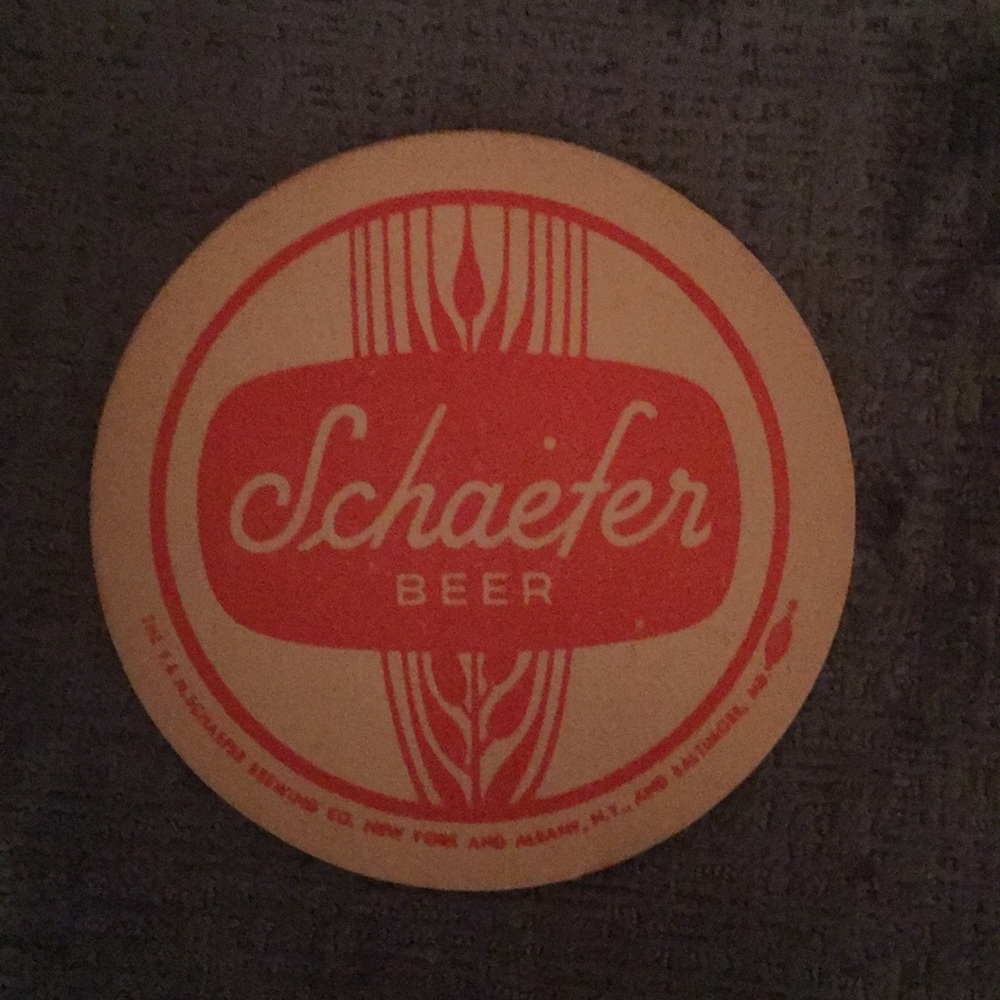 Schaefer
BEER
THE F. & M. SCHAEFER BREWING CO. NEW YORK AND ALBANY, N.Y., AND BALTIMORE, MD.